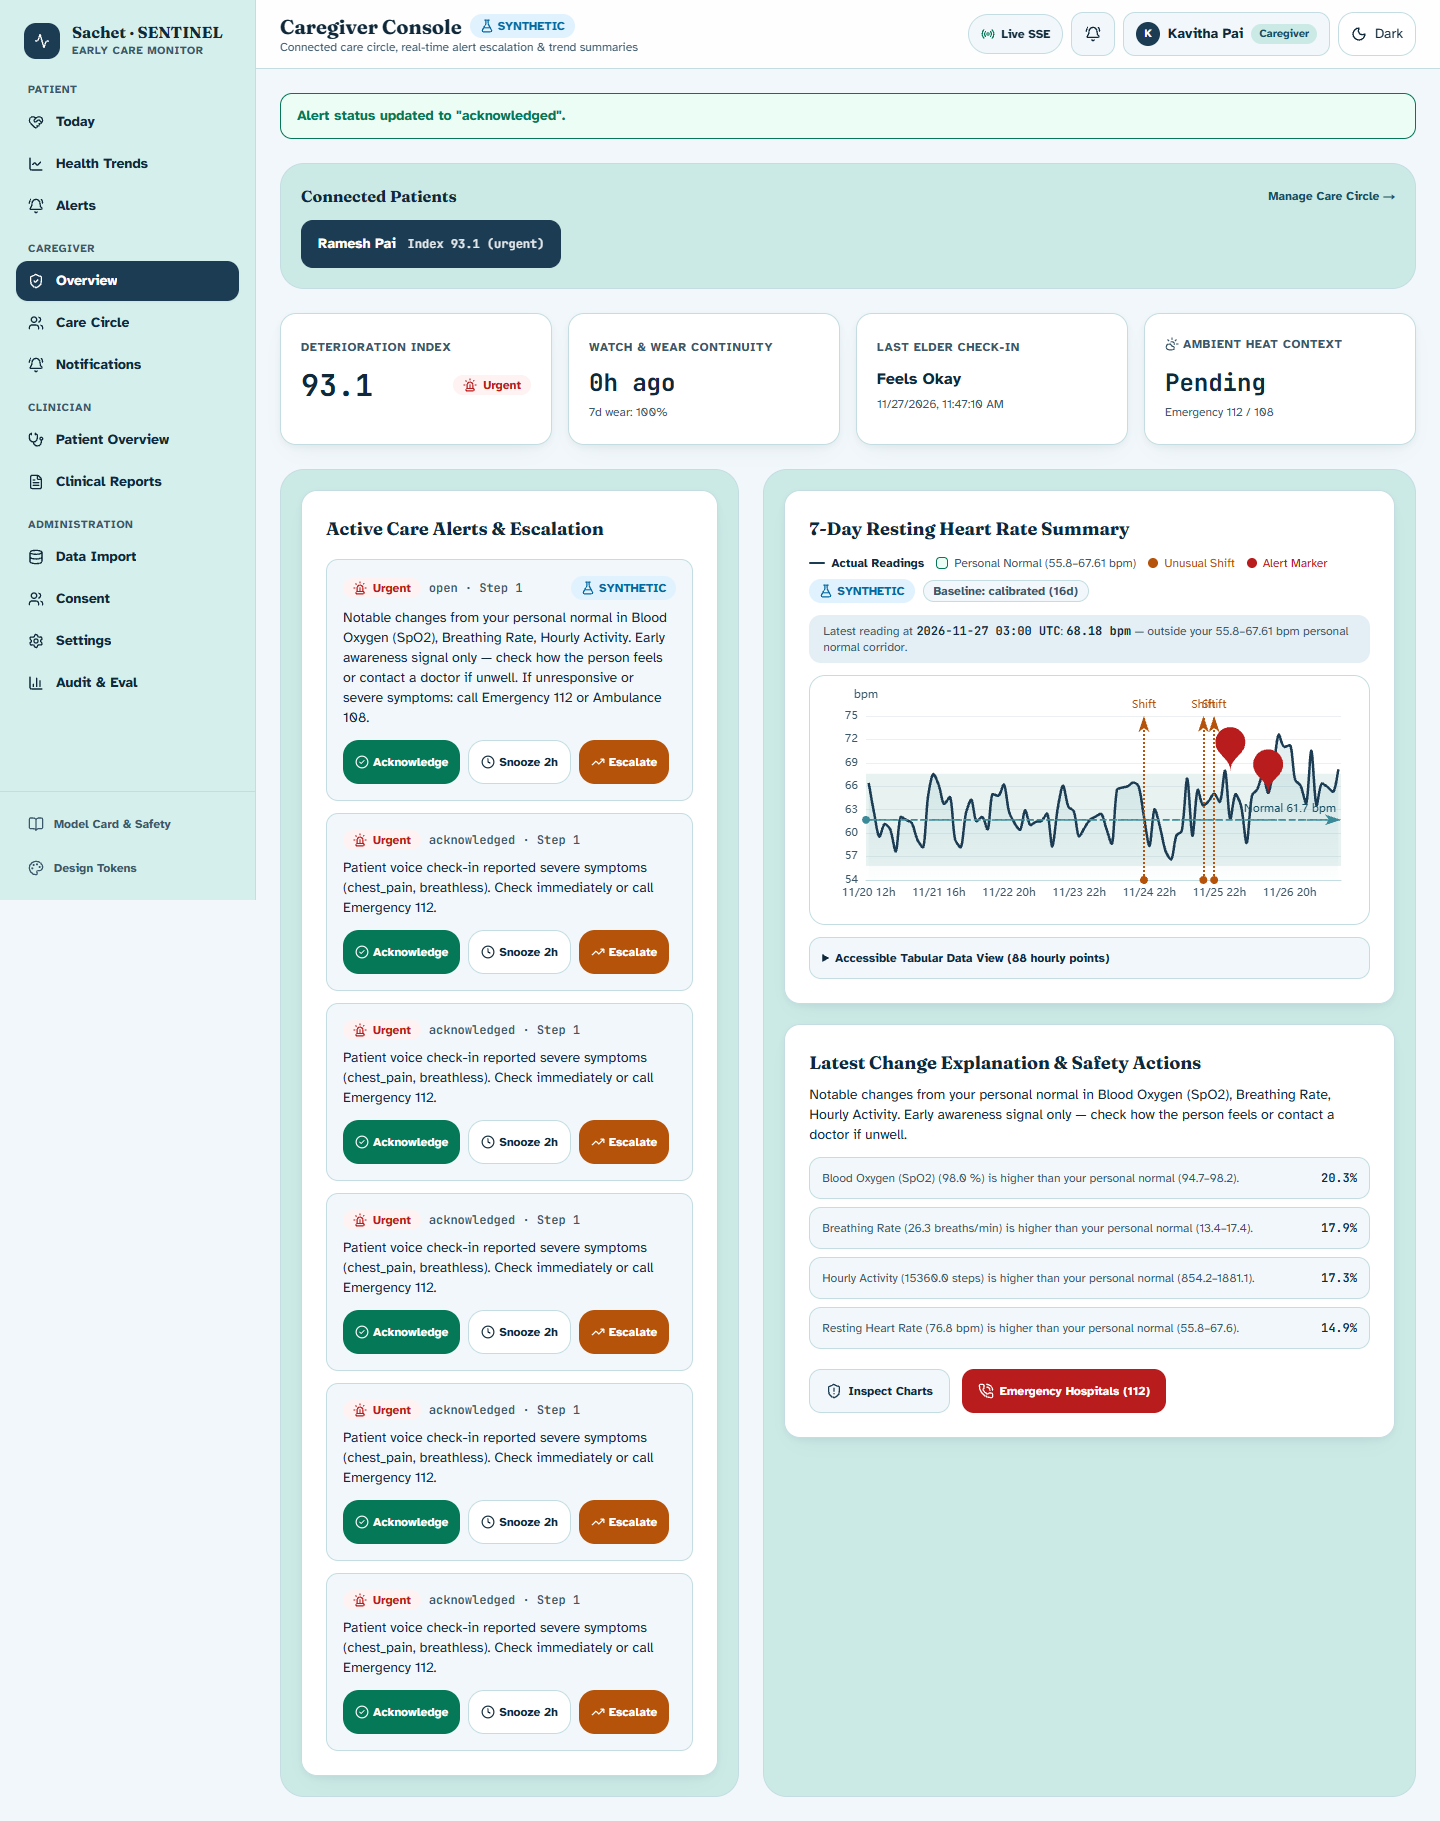 Sachet · SENTINEL
EARLY CARE MONITOR
PATIENT
Today
Health Trends
Alerts
CAREGIVER
Overview
Care Circle
Notifications
CLINICIAN
Patient Overview
Clinical Reports
ADMINISTRATION
Data Import
Consent
Settings
Audit & Eval
Model Card & Safety
Design Tokens
Caregiver Console
SYNTHETIC
Connected care circle, real-time alert escalation & trend summaries
Live SSE
K
Kavitha Pai
Caregiver
Dark
Alert status updated to "acknowledged".
Connected Patients
Manage Care Circle →
Ramesh Pai Index 93.1 (urgent)
DETERIORATION INDEX
93.1
Urgent
WATCH & WEAR CONTINUITY
0h ago
7d wear: 100%
LAST ELDER CHECK-IN
Feels Okay
11/27/2026, 11:47:10 AM
AMBIENT HEAT CONTEXT
Pending
Emergency 112 / 108
Active Care Alerts & Escalation
Urgent open · Step 1 SYNTHETIC
Notable changes from your personal normal in Blood
Oxygen (SpO2), Breathing Rate, Hourly Activity. Early
awareness signal only — check how the person feels
or contact a doctor if unwell. If unresponsive or
severe symptoms: call Emergency 112 or Ambulance
108.
Acknowledge Snooze 2h Escalate
Urgent acknowledged · Step 1
Patient voice check-in reported severe symptoms
(chest_pain, breathless). Check immediately or call
Emergency 112.
Acknowledge Snooze 2h Escalate
Urgent acknowledged · Step 1
Patient voice check-in reported severe symptoms
(chest_pain, breathless). Check immediately or call
Emergency 112.
Acknowledge Snooze 2h Escalate
Urgent acknowledged · Step 1
Patient voice check-in reported severe symptoms
(chest_pain, breathless). Check immediately or call
Emergency 112.
Acknowledge Snooze 2h Escalate
Urgent acknowledged · Step 1
Patient voice check-in reported severe symptoms
(chest_pain, breathless). Check immediately or call
Emergency 112.
Acknowledge Snooze 2h Escalate
Urgent acknowledged · Step 1
Patient voice check-in reported severe symptoms
(chest_pain, breathless). Check immediately or call
Emergency 112.
Acknowledge Snooze 2h Escalate
7-Day Resting Heart Rate Summary
Actual Readings Personal Normal (55.8–67.61 bpm) Unusual Shift Alert Marker
SYNTHETIC Baseline: calibrated (16d)
Latest reading at 2026-11-27 03:00 UTC: 68.18 bpm — outside your 55.8–67.61 bpm personal
normal corridor.
bpm
Shift Shift Shift
75
72
69
66
63
60
57
54
Normal 61.7 bpm
11/20 12h 11/21 16h 11/22 20h 11/23 22h 11/24 22h 11/25 22h 11/26 20h
Accessible Tabular Data View (88 hourly points)
Latest Change Explanation & Safety Actions
Notable changes from your personal normal in Blood Oxygen (SpO2), Breathing Rate,
Hourly Activity. Early awareness signal only — check how the person feels or contact a
doctor if unwell.
Blood Oxygen (SpO2) (98.0 %) is higher than your personal normal (94.7–98.2). 20.3%
Breathing Rate (26.3 breaths/min) is higher than your personal normal (13.4–17.4). 17.9%
Hourly Activity (15360.0 steps) is higher than your personal normal (854.2–1881.1). 17.3%
Resting Heart Rate (76.8 bpm) is higher than your personal normal (55.8–67.6). 14.9%
Inspect Charts
Emergency Hospitals (112)